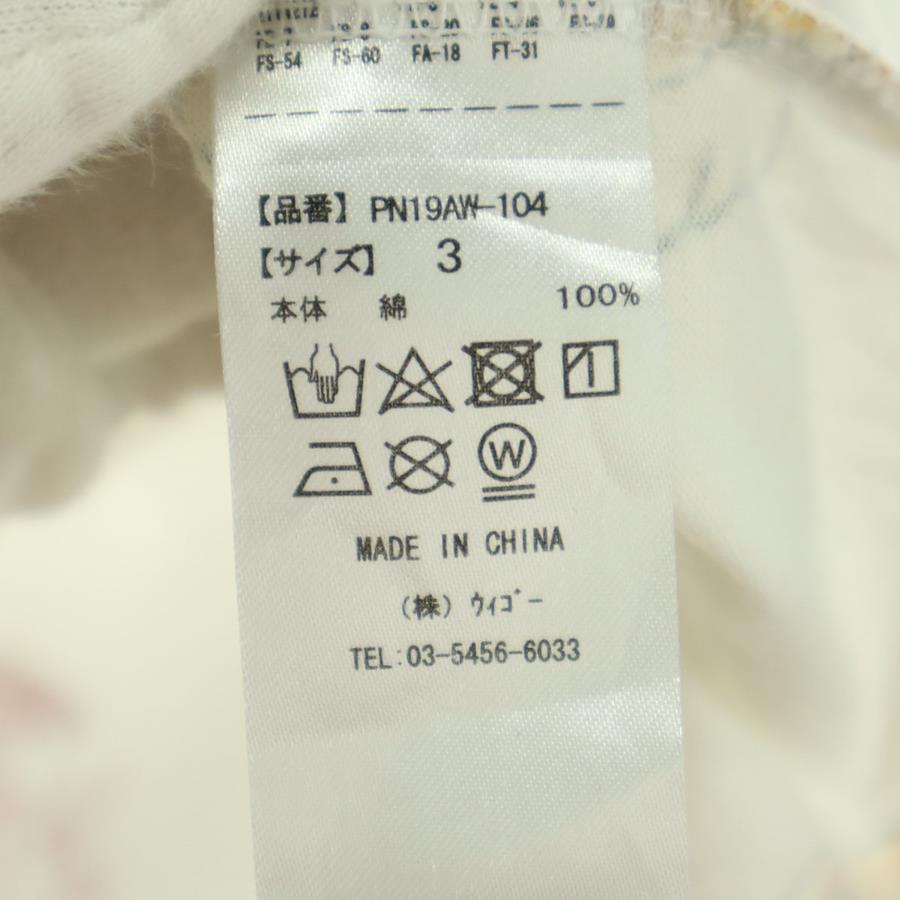 FS-54 FS-60 FA-18 FT-31
【品番】 PN19AW-104
【サイズ】 3
本体 綿 100%
W
MADE IN CHINA
(株) ｳｨｺﾞｰ
TEL:03-5456-6033